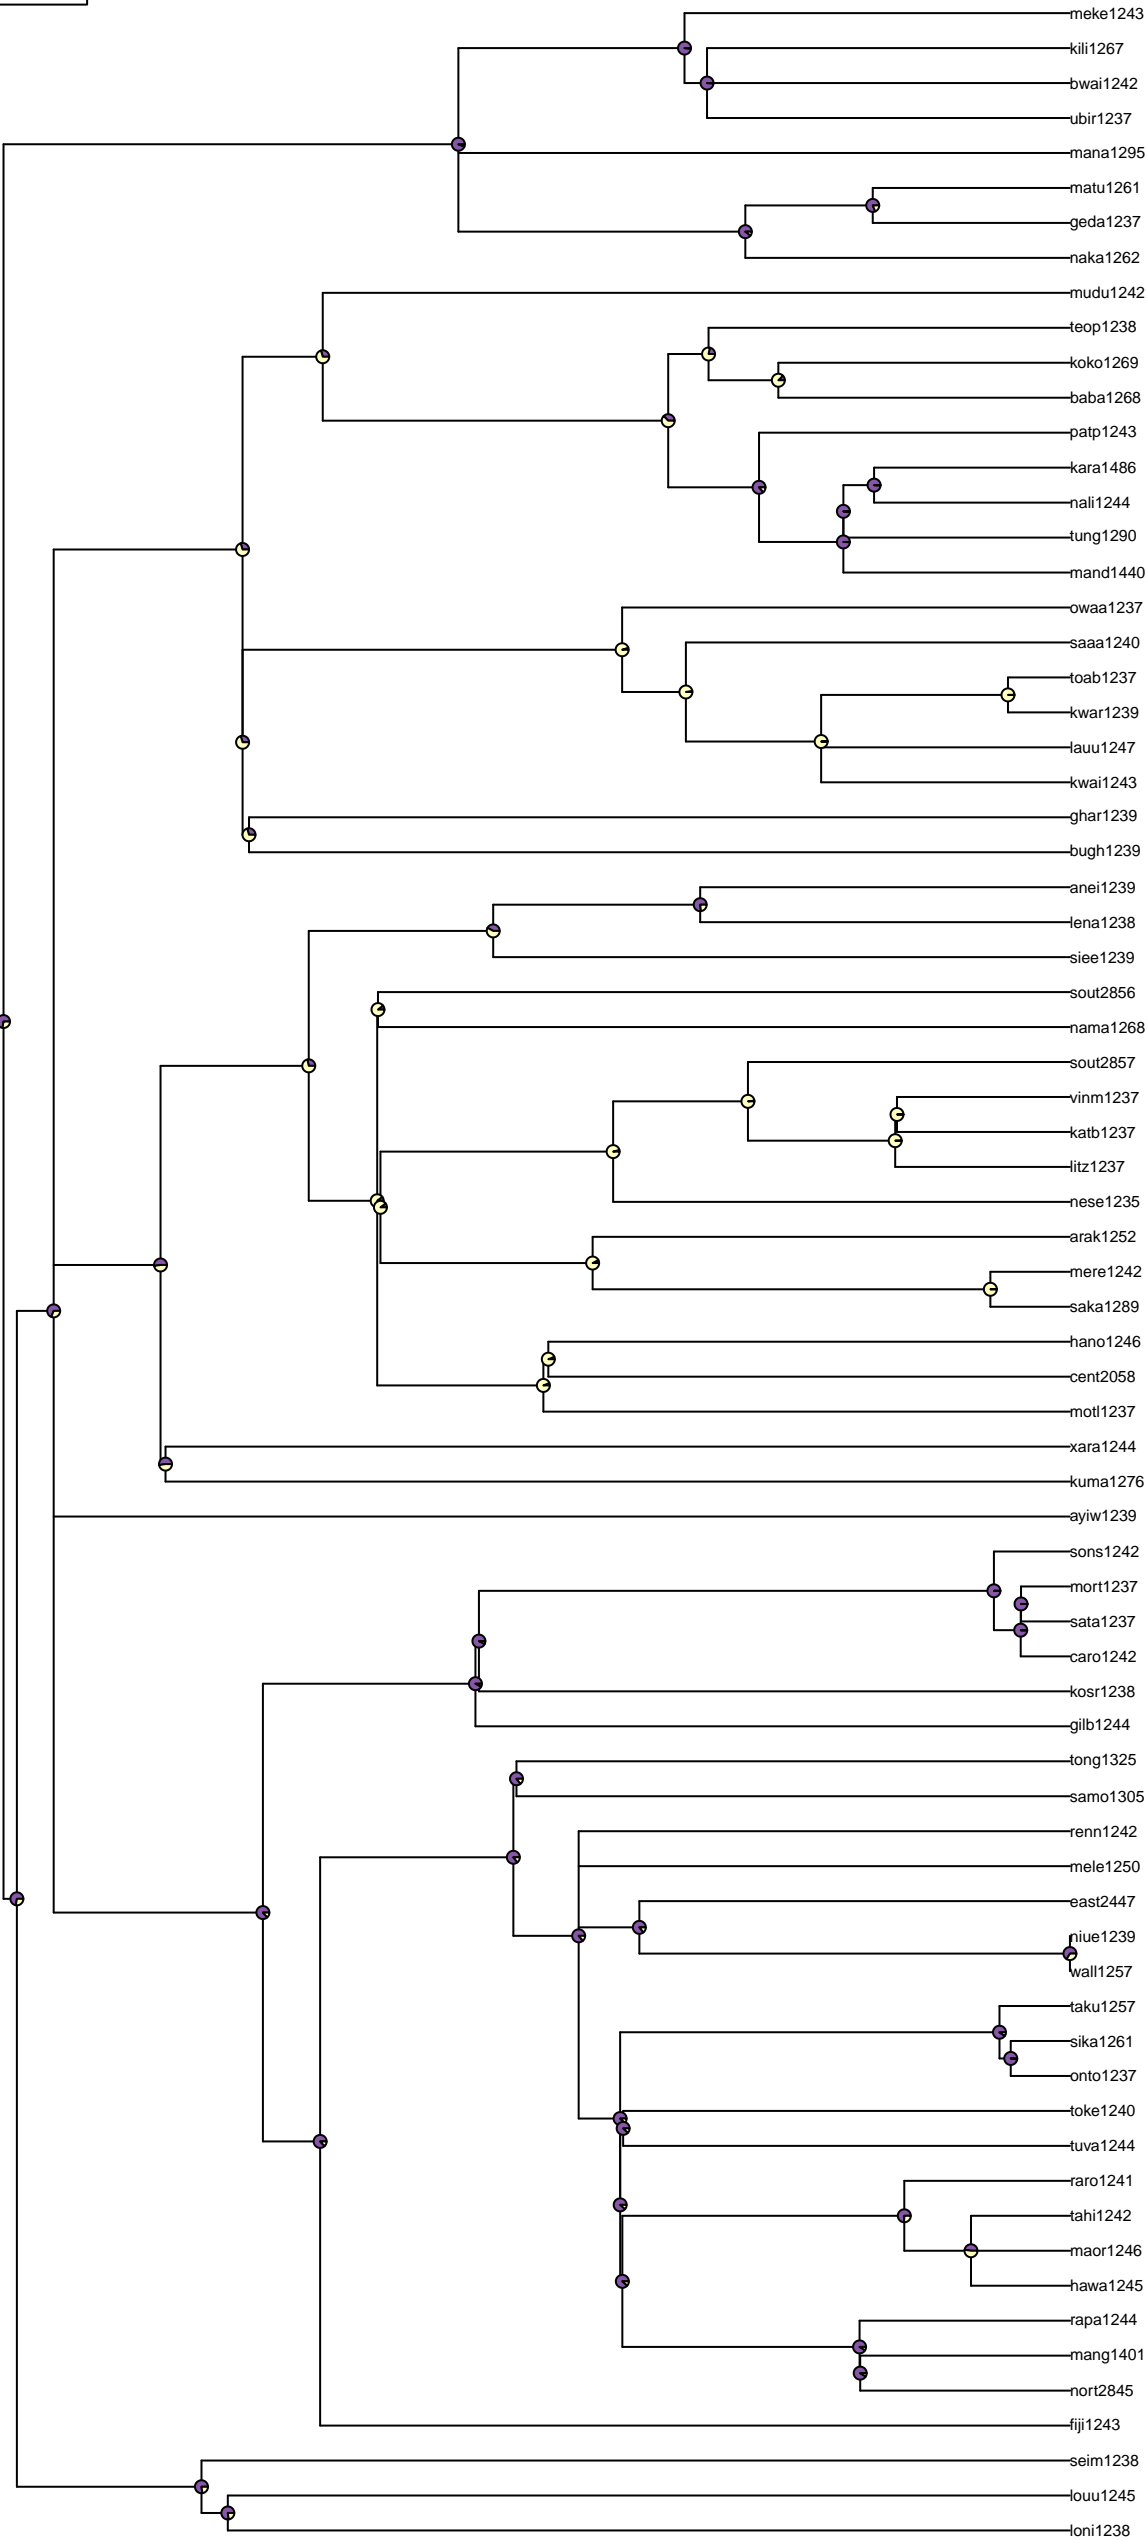 meke1243
kili1267
bwai1242
ubir1237
mana1295
matu1261
geda1237
naka1262
mudu1242
teop1238
koko1269
baba1268
patp1243
kara1486
nali1244
tung1290
mand1440
owaa1237
saaa1240
toab1237
kwar1239
lauu1247
kwai1243
ghar1239
bugh1239
anei1239
lena1238
siee1239
sout2856
nama1268
sout2857
vinm1237
katb1237
litz1237
nese1235
arak1252
mere1242
saka1289
hano1246
cent2058
motl1237
xara1244
kuma1276
ayiw1239
sons1242
mort1237
sata1237
caro1242
kosr1238
gilb1244
tong1325
samo1305
renn1242
mele1250
east2447
niue1239
wall1257
taku1257
sika1261
onto1237
toke1240
tuva1244
raro1241
tahi1242
maor1246
hawa1245
rapa1244
mang1401
nort2845
fiji1243
seim1238
louu1245
loni1238